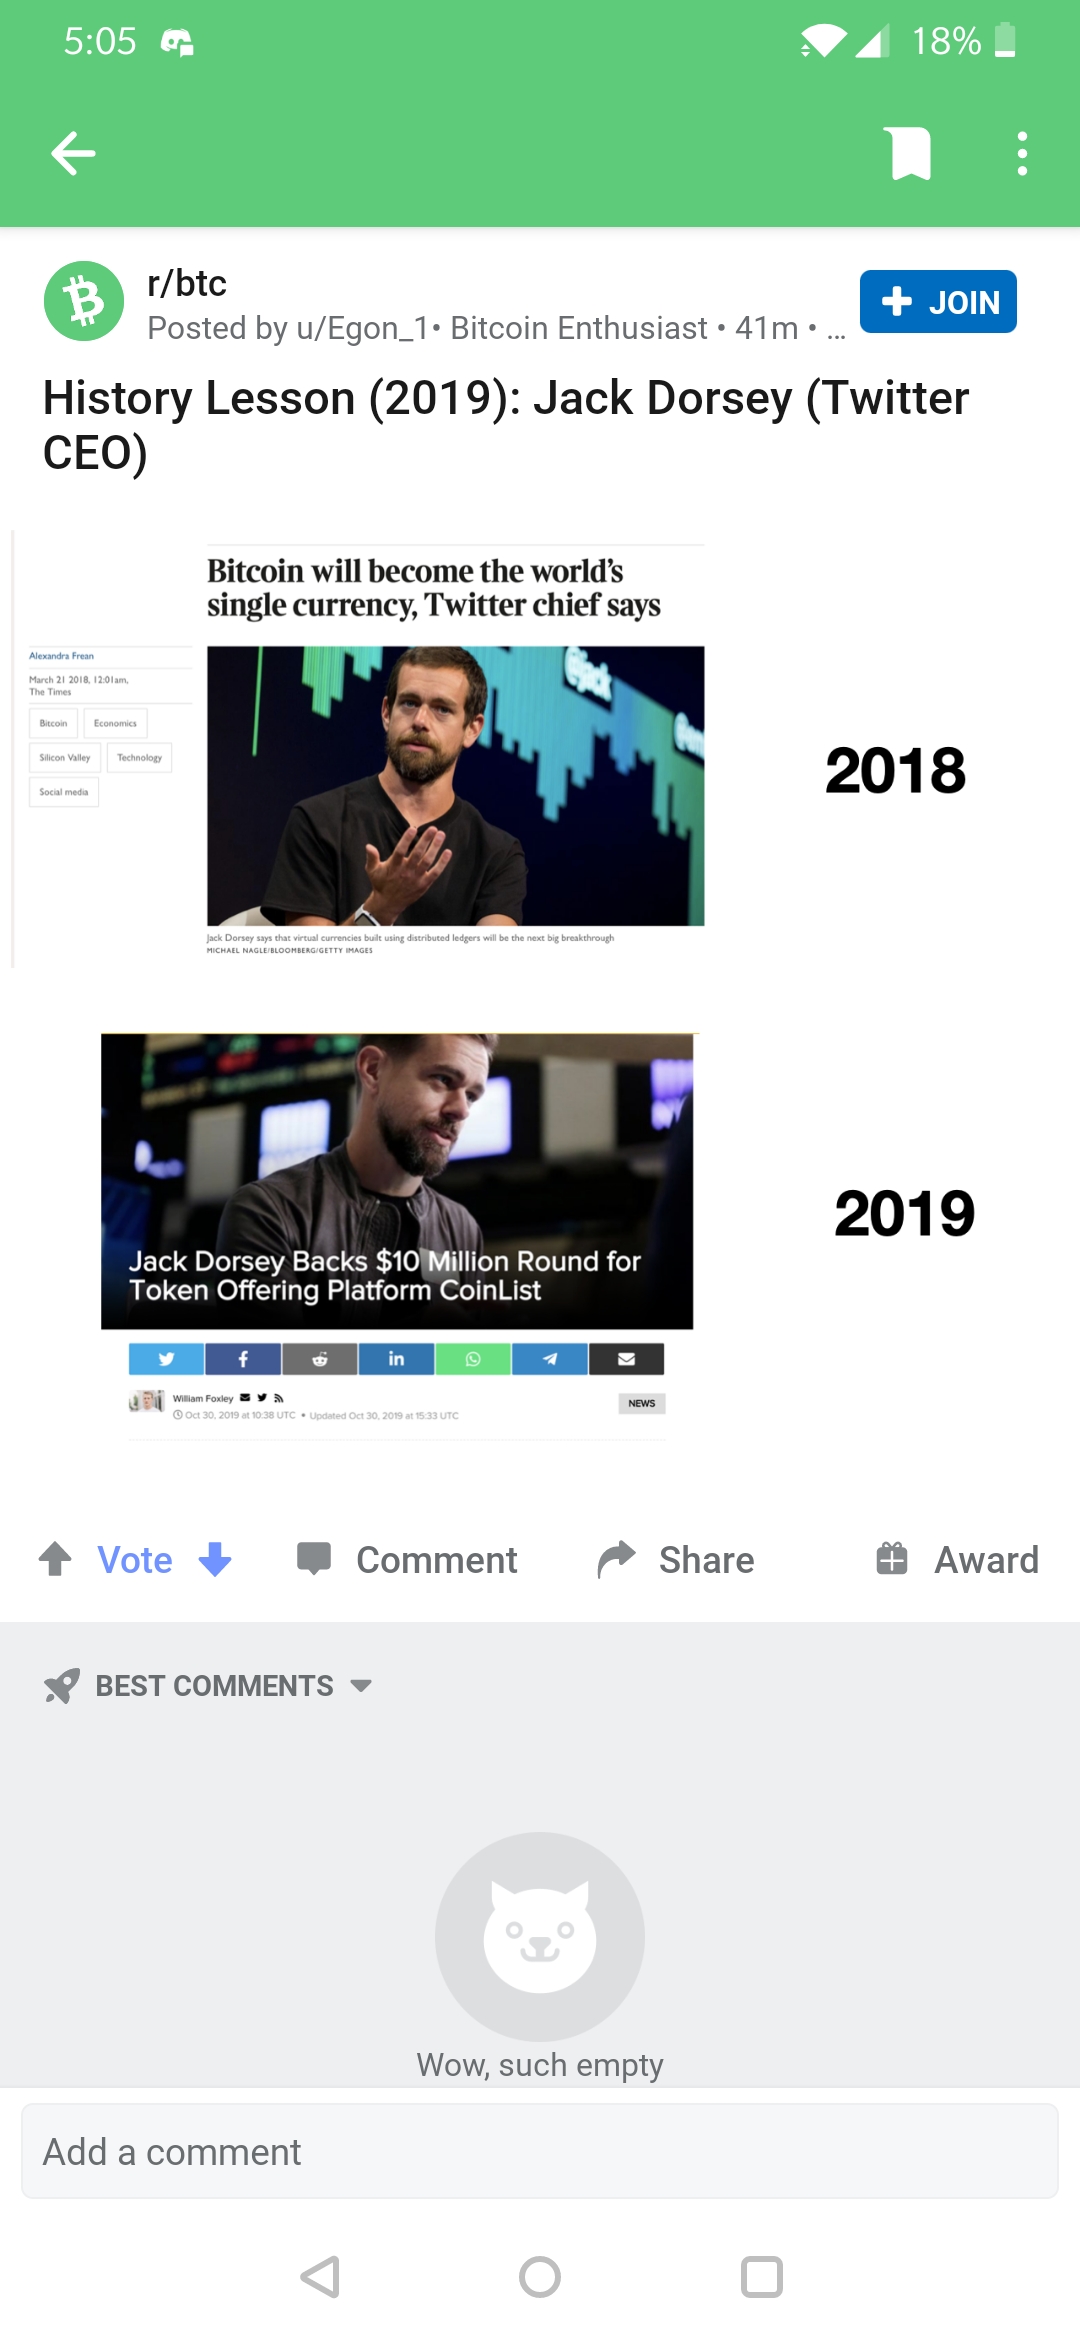 5:05
18%
r/btc
JOIN
Posted by u/Egon_1• Bitcoin Enthusiast • 41m • ...
History Lesson (2019): Jack Dorsey (Twitter
CEO)
Bitcoin will become the world's
single currency, Twitter chief says
Alexandra Frean
March 21 2018, 12:01am,
The Times
Bitcoin Economics
Silicon Valley Technology
Social media
@jack
2018
Jack Dorsey says that virtual currencies built using distributed ledgers will be the next big breakthrough
MICHAEL NAGLE/BLOOMBERG/GETTY IMAGES
Jack Dorsey Backs $10 Million Round for
Token Offering Platform CoinList
2019
William Foxley
Oct 30, 2019 at 10:38 UTC • Updated Oct 30, 2019 at 15:33 UTC
NEWS
Vote Comment Share Award
BEST COMMENTS
Wow, such empty
Add a comment